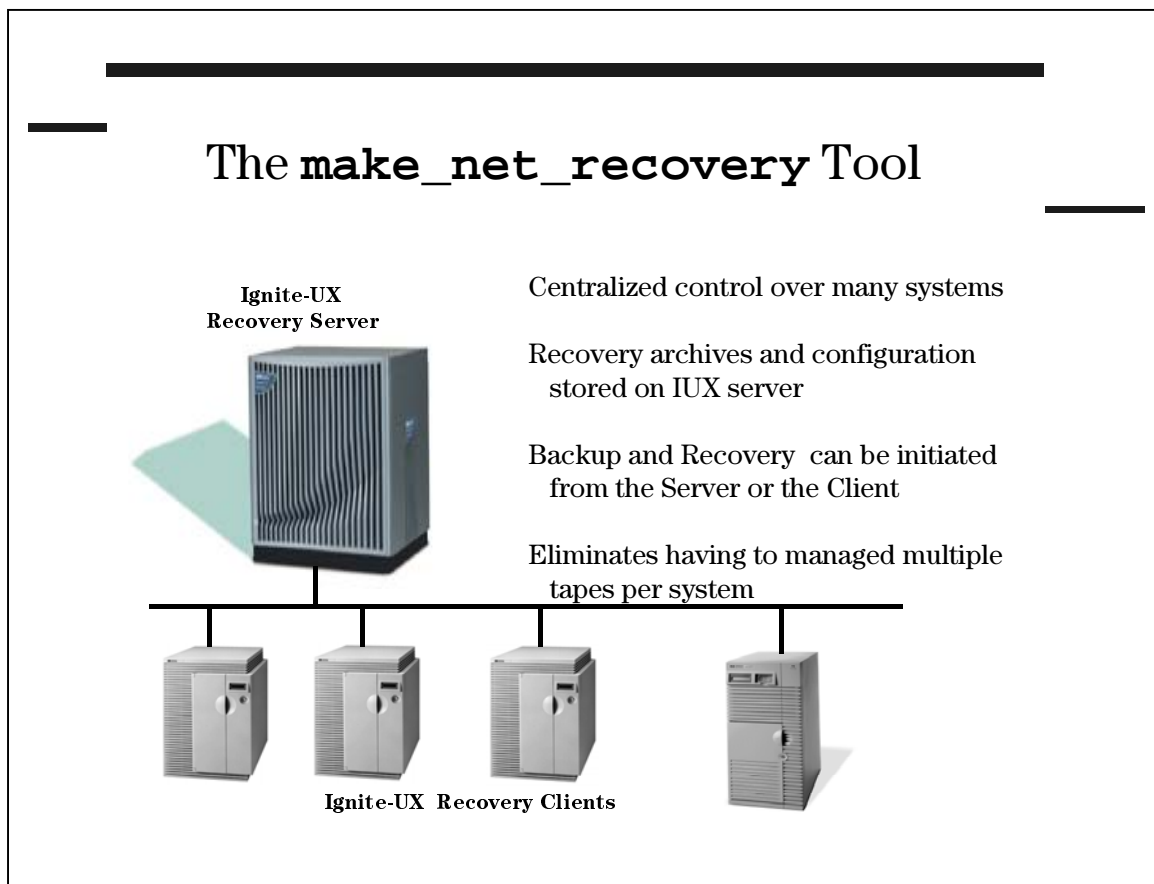 The make_net_recovery Tool
Ignite-UX
Recovery Server
Centralized control over many systems
Recovery archives and configuration
stored on IUX server
Backup and Recovery can be initiated
from the Server or the Client
Eliminates having to managed multiple
tapes per system
Ignite-UX Recovery Clients